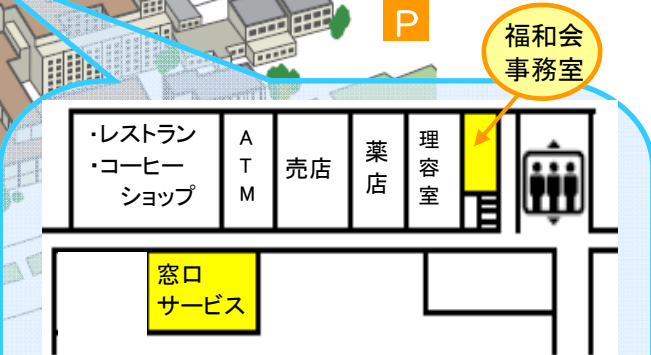 P
福和会
事務室
・レストラン
・コーヒー
ショップ
ATM
売店
薬店
理容室
窓口
サービス